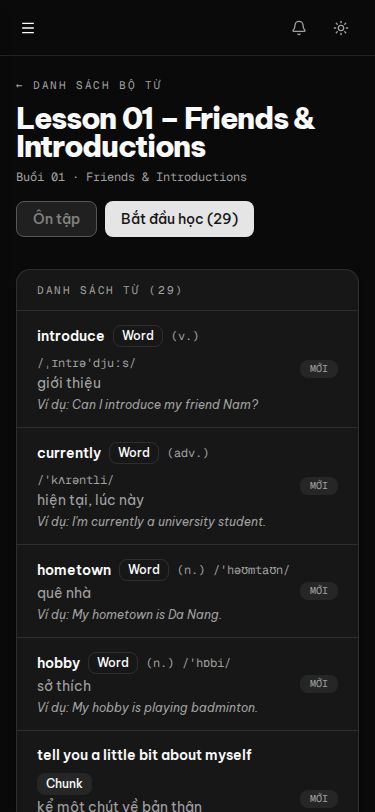 ← DANH SÁCH BỘ TỪ
Lesson 01 – Friends &
Introductions
Buổi 01 · Friends & Introductions
Ôn tập
Bắt đầu học (29)
DANH SÁCH TỪ (29)
introduce Word (v.)
/ˌɪntrəˈdjuːs/
giới thiệu
Ví dụ: Can I introduce my friend Nam?
MỚI
currently Word (adv.)
/ˈkʌrəntli/
hiện tại, lúc này
Ví dụ: I'm currently a university student.
MỚI
hometown Word (n.) /ˈhəʊmtaʊn/
quê nhà
Ví dụ: My hometown is Da Nang.
MỚI
hobby Word (n.) /ˈhɒbi/
sở thích
Ví dụ: My hobby is playing badminton.
MỚI
tell you a little bit about myself
Chunk
kể một chút về bản thân
MỚI